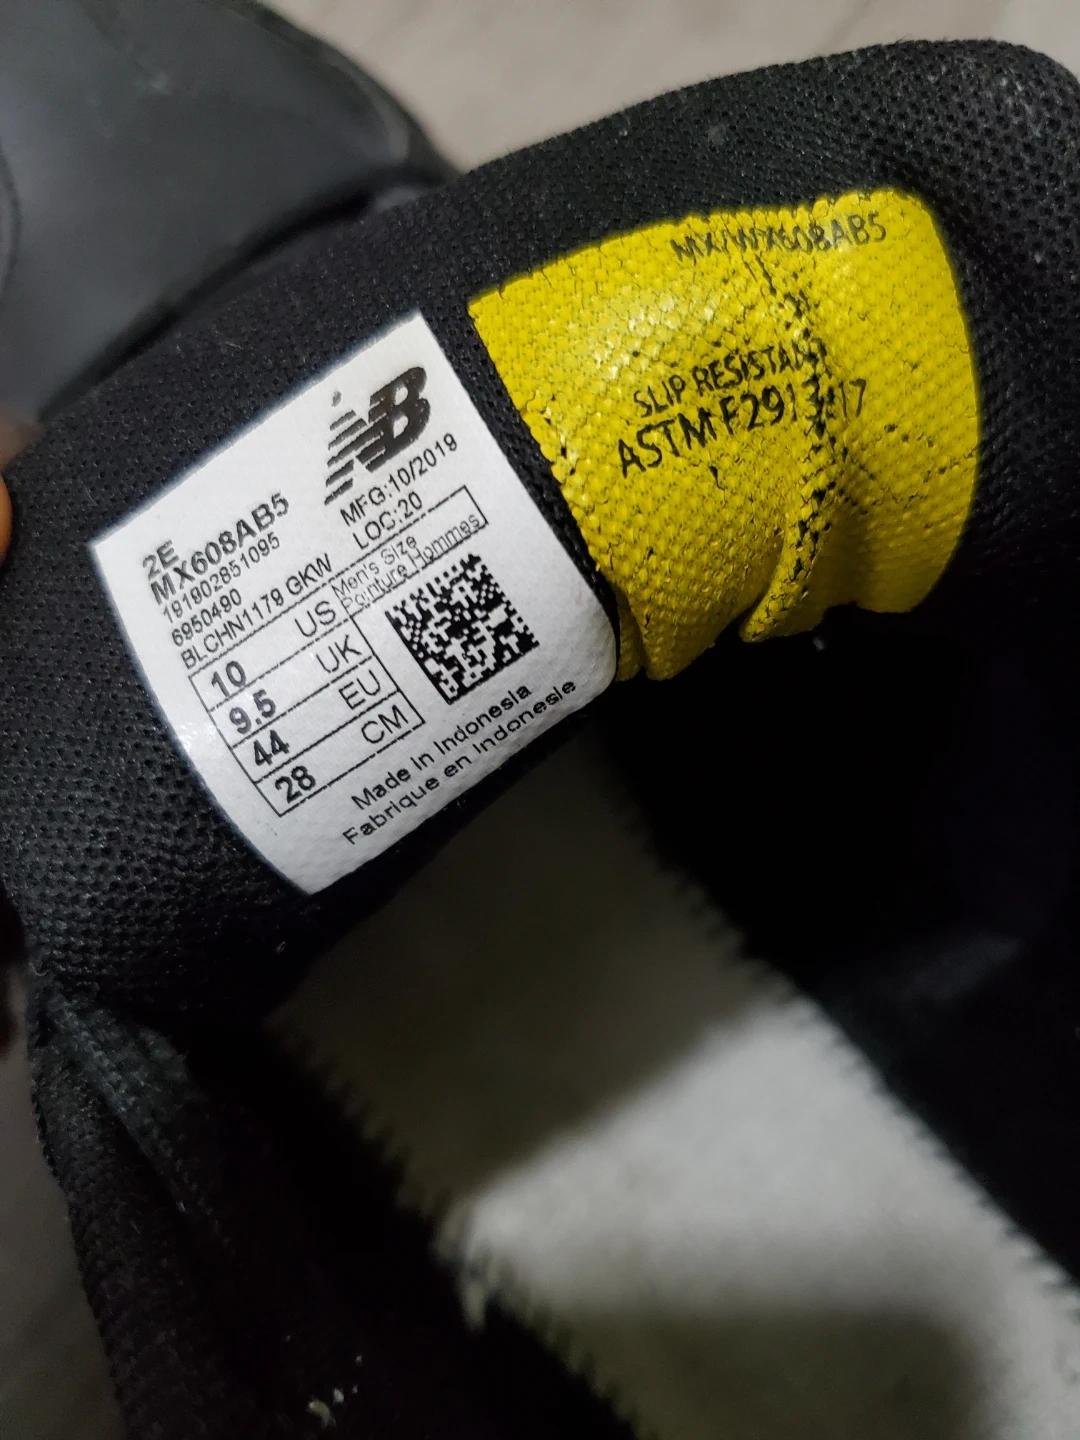 NB
MFG:10/2019
LOC:20
2E
MX608AB5
191902851095
6950490
BLCHN1179 GKW
Men's Size
Pointure Hommes
10 US
9.5 UK
44 EU
28 CM
Made in Indonesia
Fabrique en Indonesie
MX/WX608AB5
SLIP RESISTANT
ASTM F2913-17